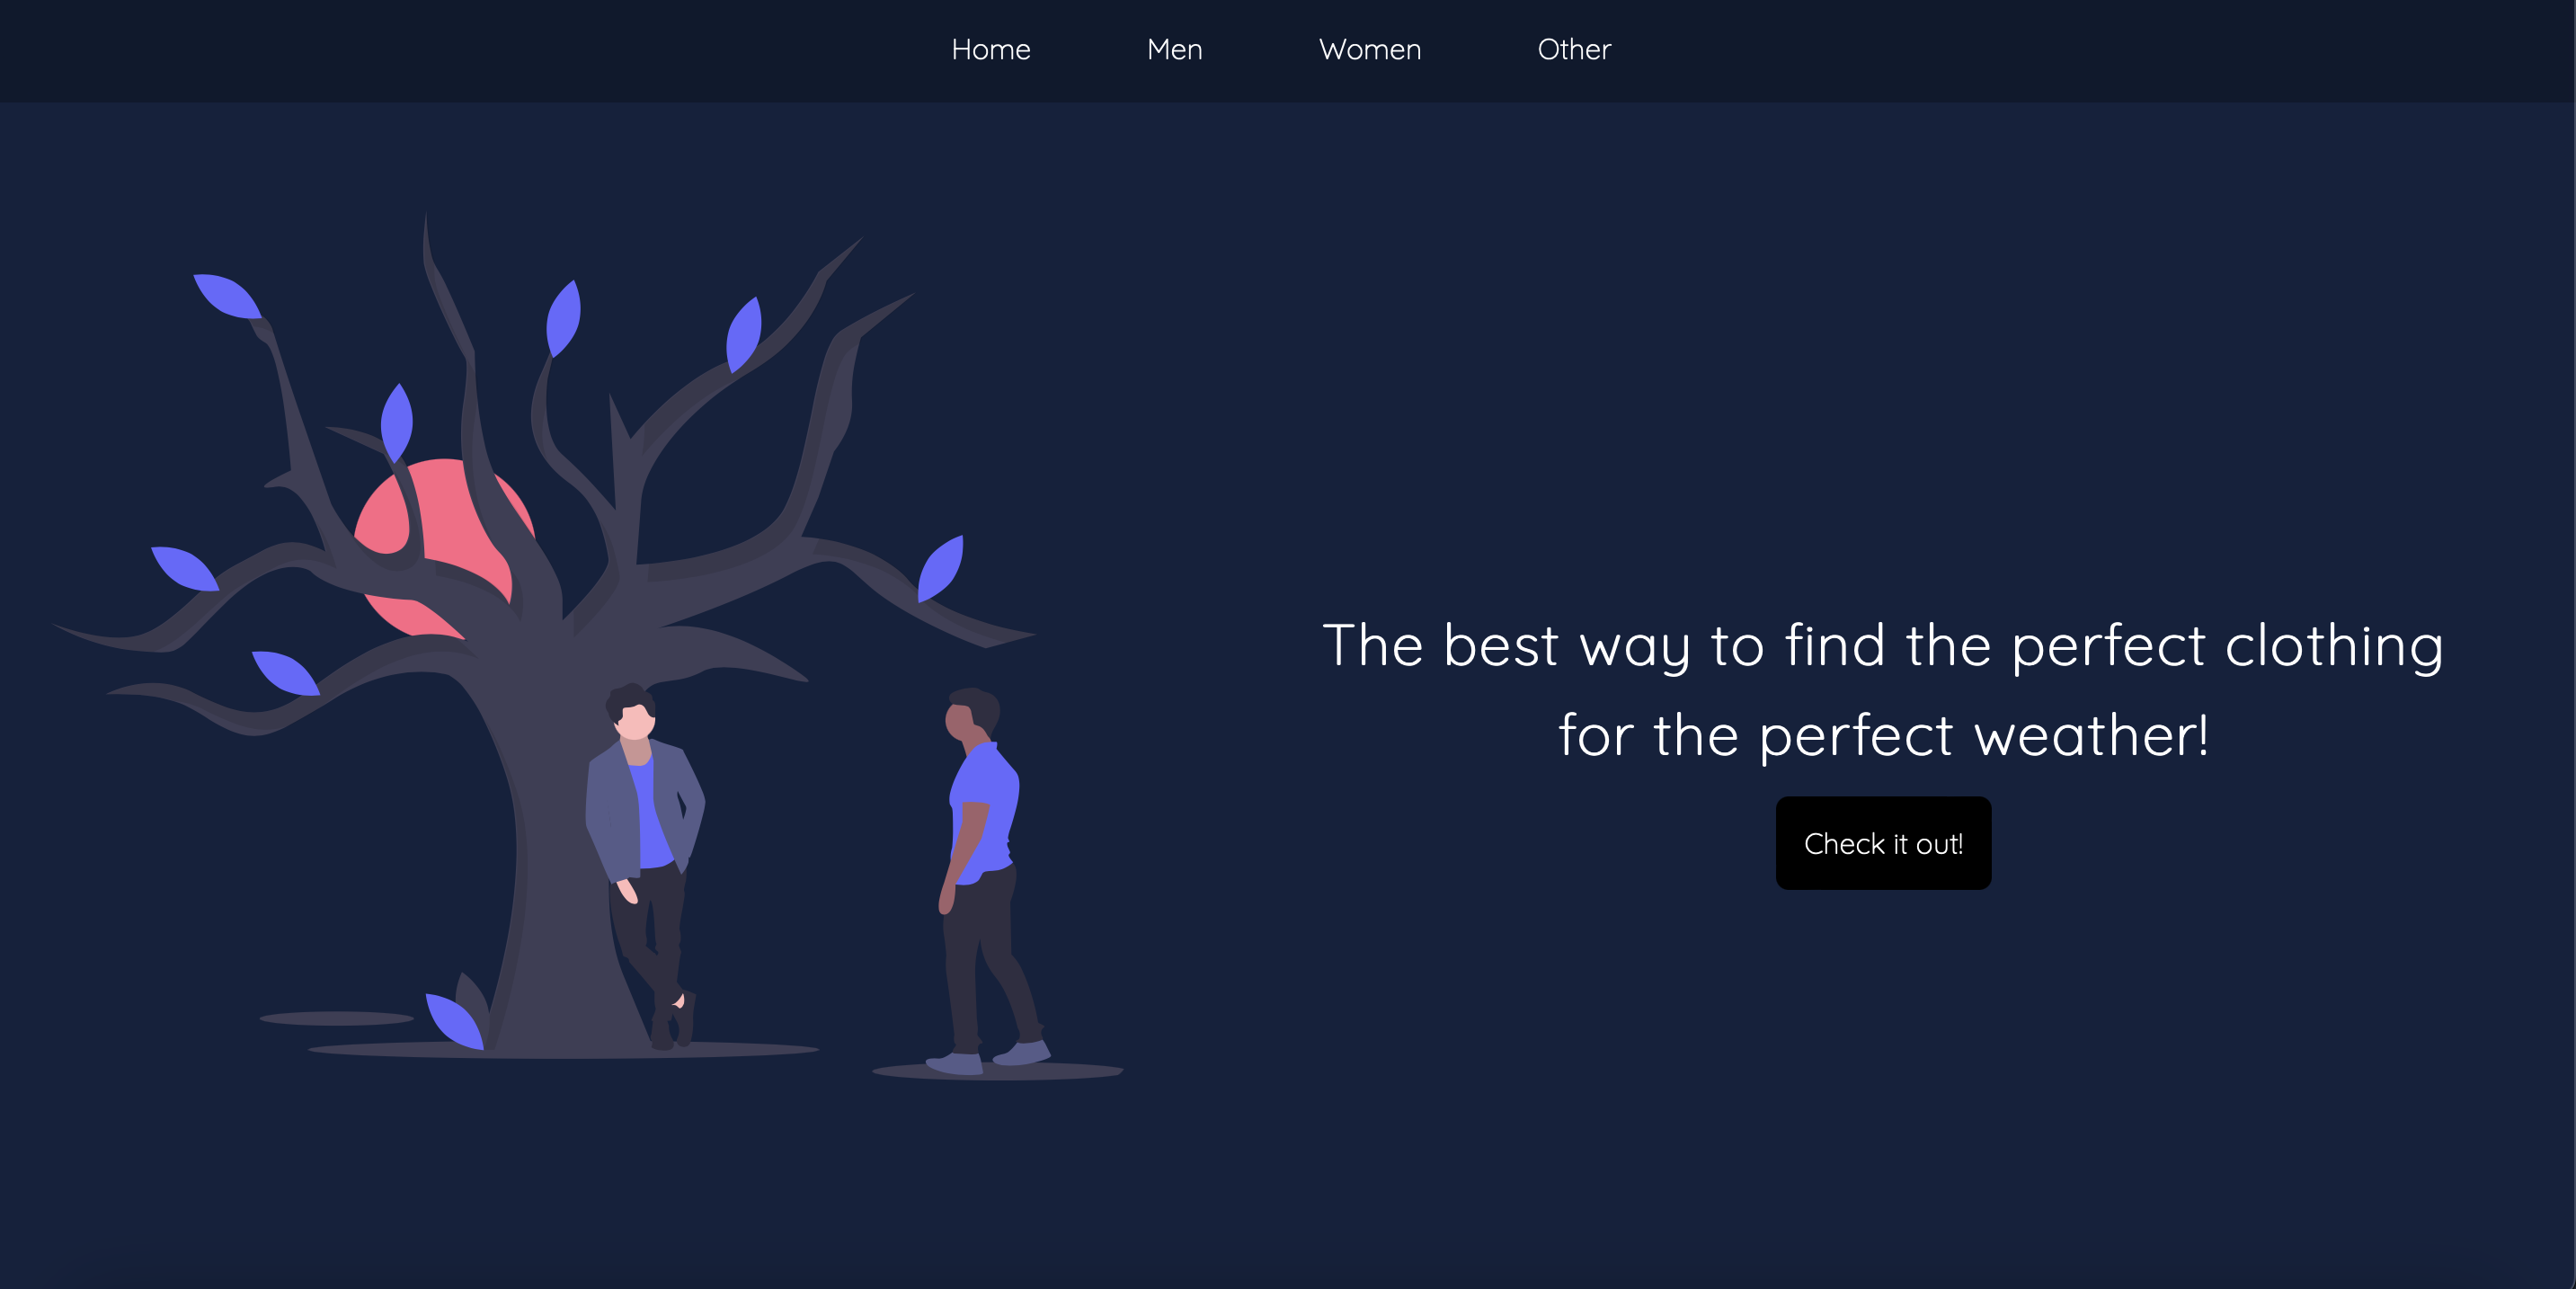 Home Men Women Other
The best way to find the perfect clothing
for the perfect weather!
Check it out!